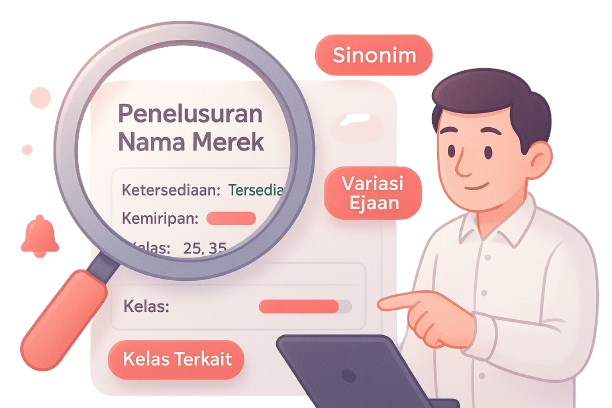 Sinonim
Penelusuran
Nama Merek
Ketersediaan: Tersedia
Variasi
Ejaan
Kemiripan:
Kelas: 25, 35
Kelas:
Kelas Terkait